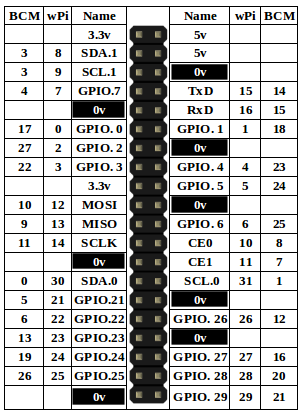 BCM wPi Name Name wPi BCM
3.3v 5v
3 8 SDA.1 5v
3 9 SCL.1 0v
4 7 GPIO.7 TxD 15 14
0v RxD 16 15
17 0 GPIO. 0 GPIO. 1 1 18
27 2 GPIO. 2 0v
22 3 GPIO. 3 GPIO. 4 4 23
3.3v GPIO. 5 5 24
10 12 MOSI 0v
9 13 MISO GPIO. 6 6 25
11 14 SCLK CE0 10 8
0v CE1 11 7
0 30 SDA.0 SCL.0 31 1
5 21 GPIO.21 0v
6 22 GPIO.22 GPIO. 26 26 12
13 23 GPIO.23 0v
19 24 GPIO.24 GPIO. 27 27 16
26 25 GPIO.25 GPIO. 28 28 20
0v GPIO. 29 29 21